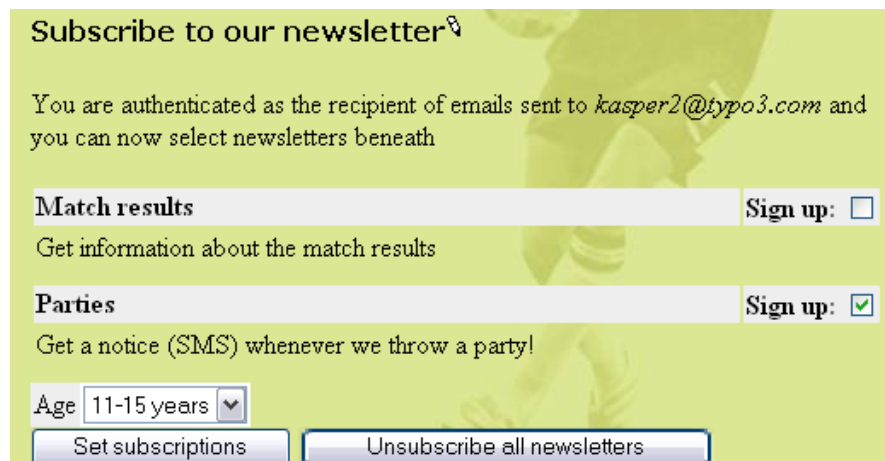 Subscribe to our newsletter
You are authenticated as the recipient of emails sent to kasper2@typo3.com and
you can now select newsletters beneath
Match results Sign up:
Get information about the match results
Parties Sign up:
Get a notice (SMS) whenever we throw a party!
Age 11-15 years
Set subscriptions Unsubscribe all newsletters